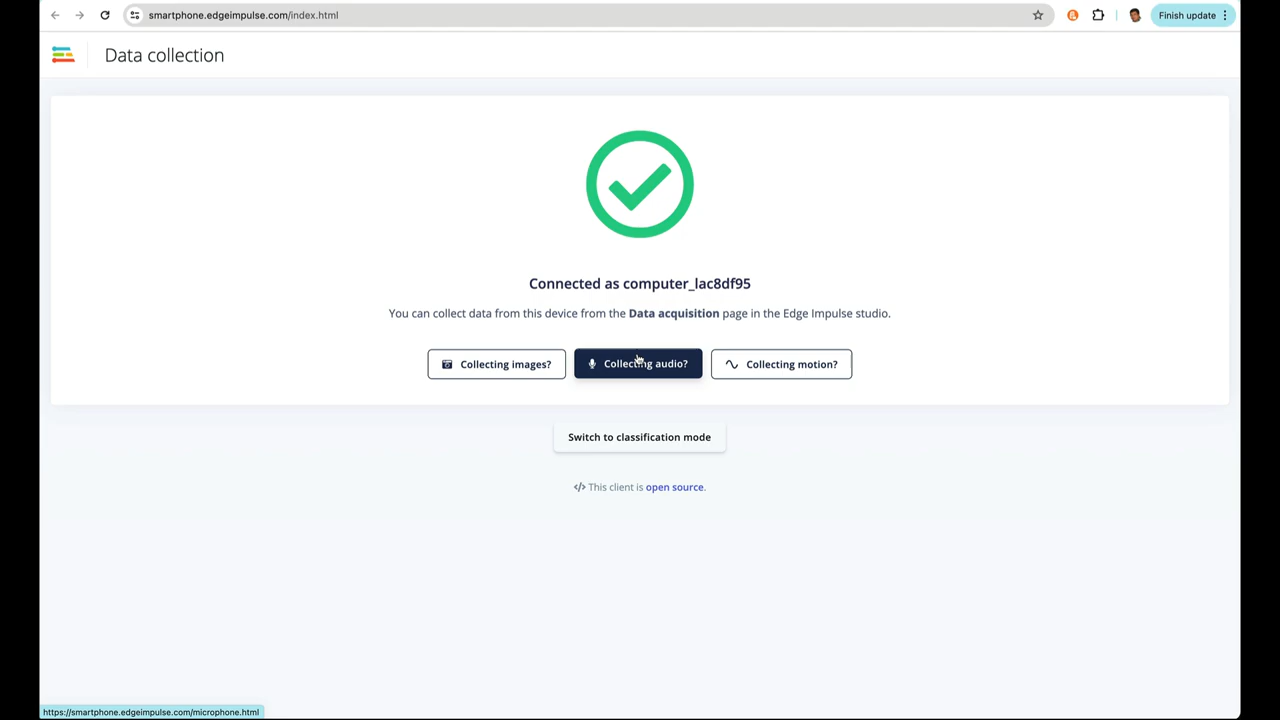 smartphone.edgeimpulse.com/index.html
Finish update
Data collection
Connected as computer_lac8df95
You can collect data from this device from the Data acquisition page in the Edge Impulse studio.
Collecting images?
Collecting audio?
Collecting motion?
Switch to classification mode
</> This client is open source.
https://smartphone.edgeimpulse.com/microphone.html